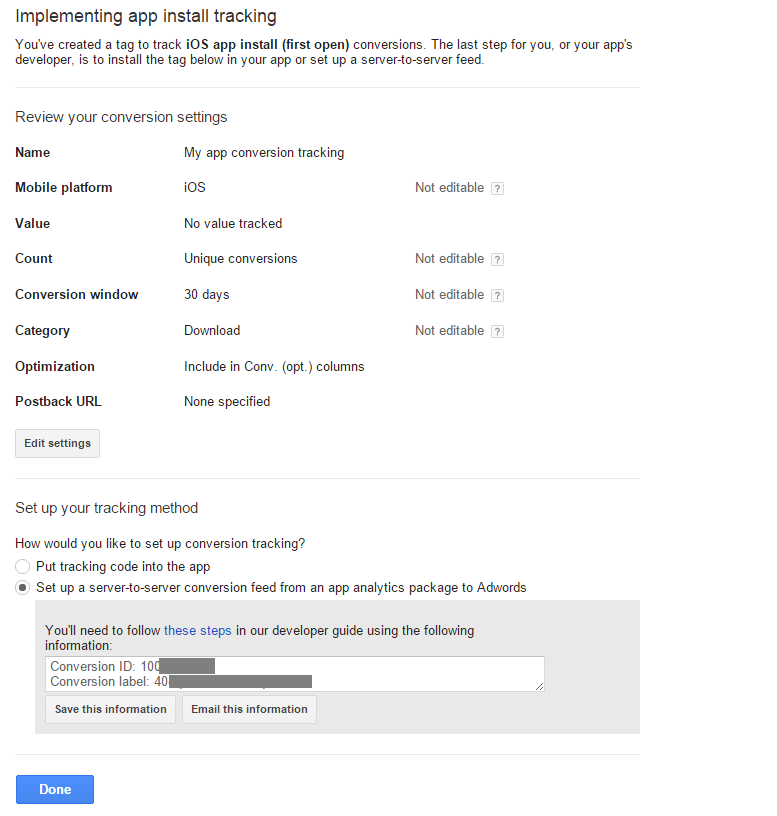 Implementing app install tracking
You've created a tag to track iOS app install (first open) conversions. The last step for you, or your app's
developer, is to install the tag below in your app or set up a server-to-server feed.
Review your conversion settings
Name My app conversion tracking
Mobile platform iOS Not editable ?
Value No value tracked
Count Unique conversions Not editable ?
Conversion window 30 days Not editable ?
Category Download Not editable ?
Optimization Include in Conv. (opt.) columns
Postback URL None specified
Edit settings
Set up your tracking method
How would you like to set up conversion tracking?
Put tracking code into the app
Set up a server-to-server conversion feed from an app analytics package to Adwords
You'll need to follow these steps in our developer guide using the following
information:
Conversion ID: 100
Conversion label: 40
Save this information Email this information
Done